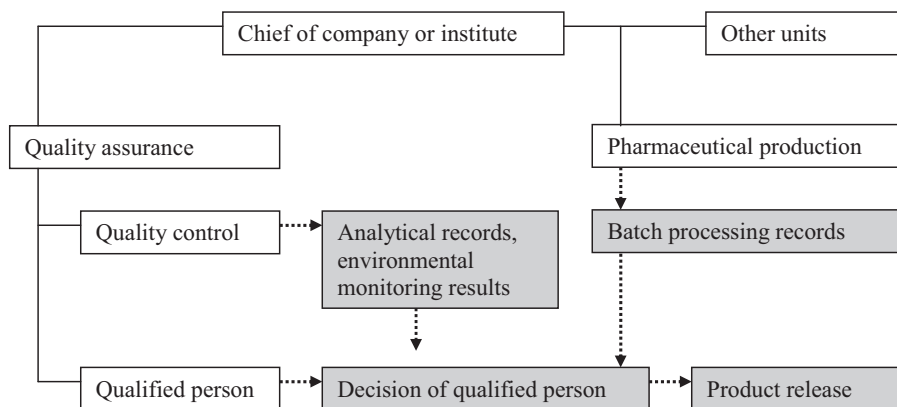 Chief of company or institute
Other units
Quality assurance
Pharmaceutical production
Quality control
Analytical records,
environmental
monitoring results
Batch processing records
Qualified person
Decision of qualified person
Product release